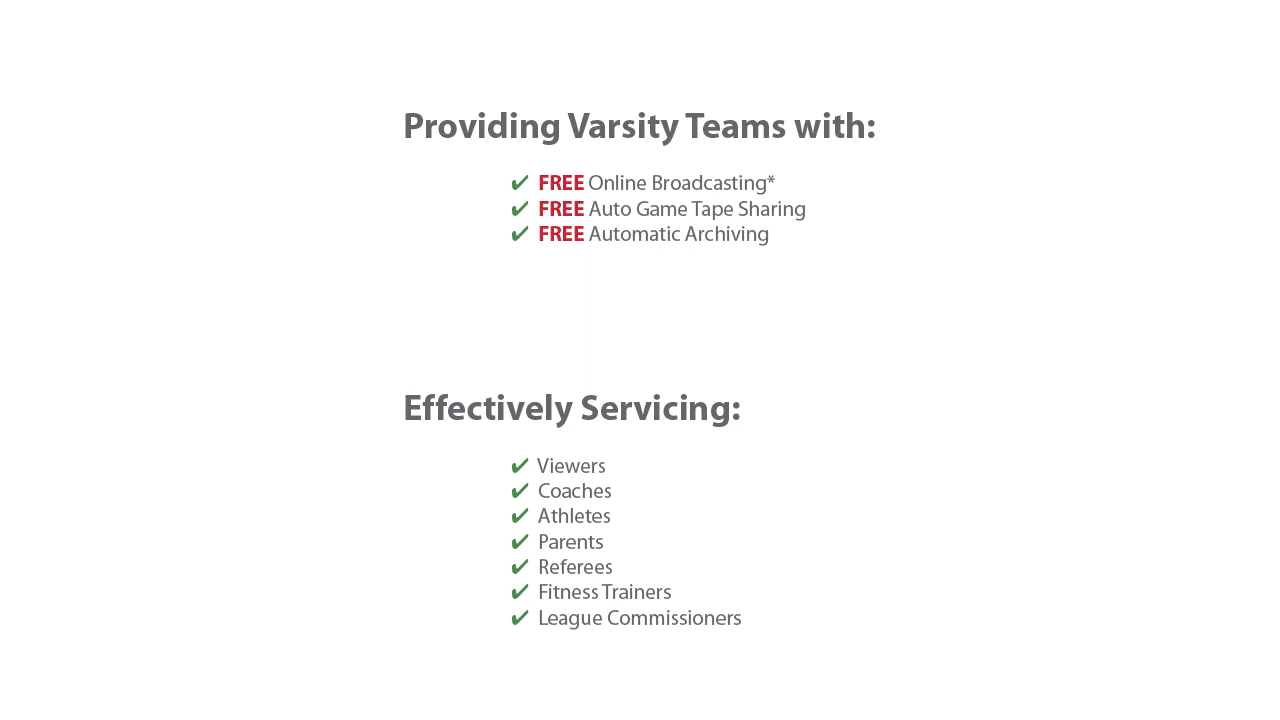 Providing Varsity Teams with:
✔ FREE Online Broadcasting*
✔ FREE Auto Game Tape Sharing
✔ FREE Automatic Archiving
Effectively Servicing:
✔ Viewers
✔ Coaches
✔ Athletes
✔ Parents
✔ Referees
✔ Fitness Trainers
✔ League Commissioners